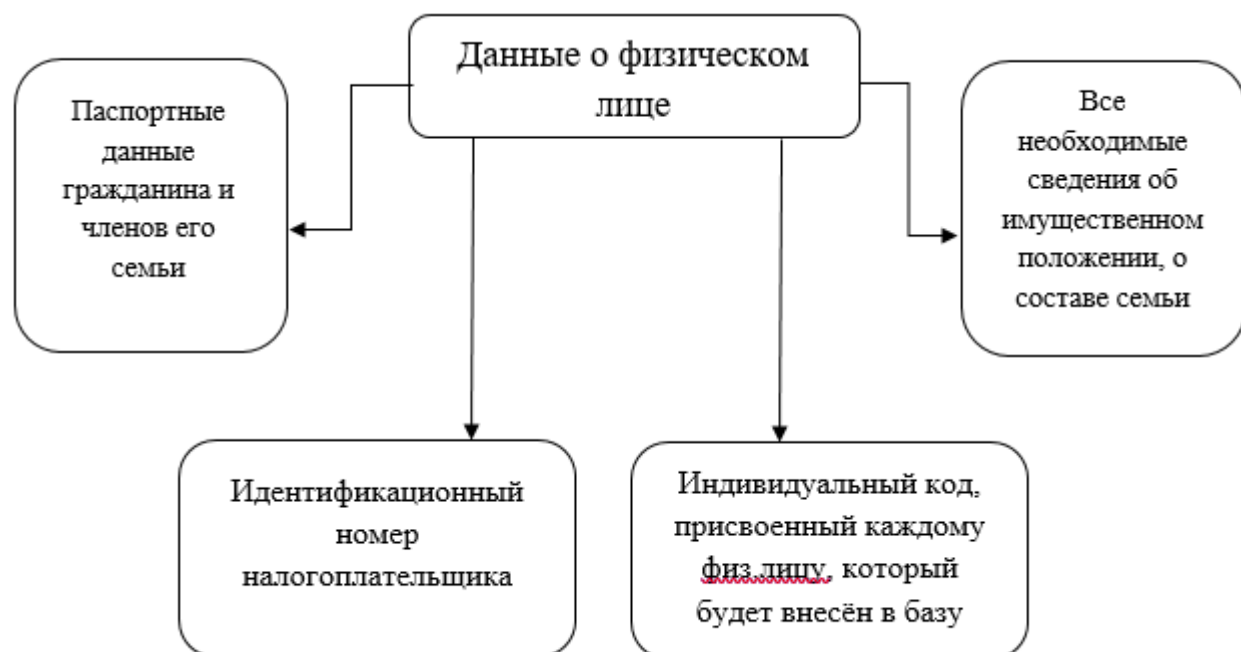 Данные о физическом
лице
Паспортные
данные
гражданина и
членов его
семьи
Все
необходимые
сведения об
имущественном
положении, о
составе семьи
Идентификационный
номер
налогоплательщика
Индивидуальный код,
присвоенный каждому
физ.лицу, который
будет внесён в базу